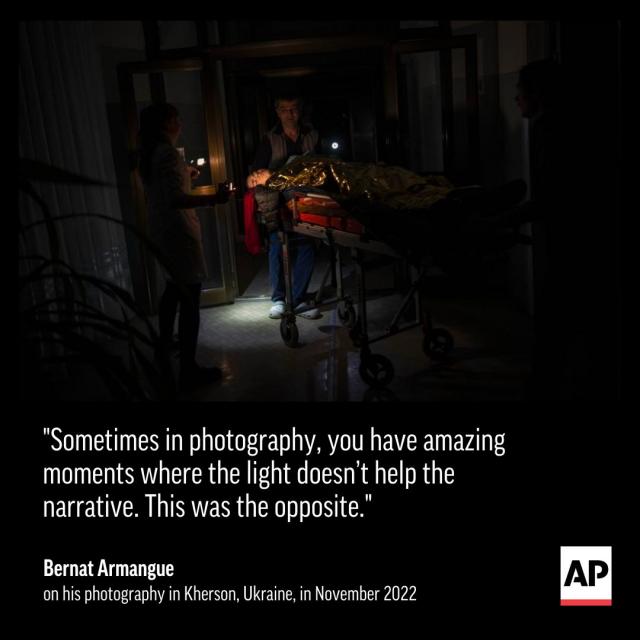 "Sometimes in photography, you have amazing
moments where the light doesn’t help the
narrative. This was the opposite."
Bernat Armangue
on his photography in Kherson, Ukraine, in November 2022
AP